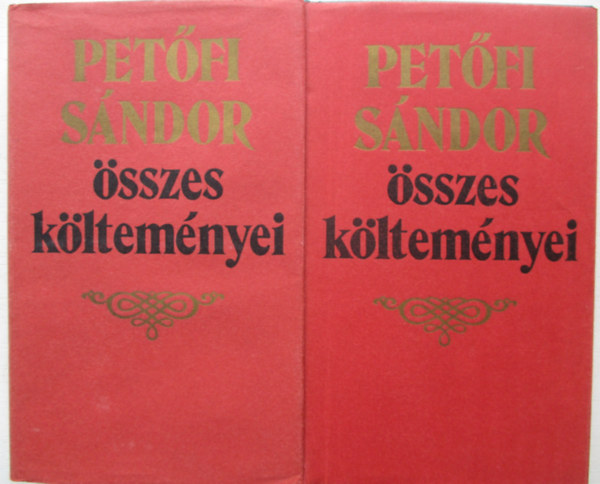 PETŐFI
SÁNDOR
összes
költeményei
PETŐFI
SÁNDOR
összes
költeményei